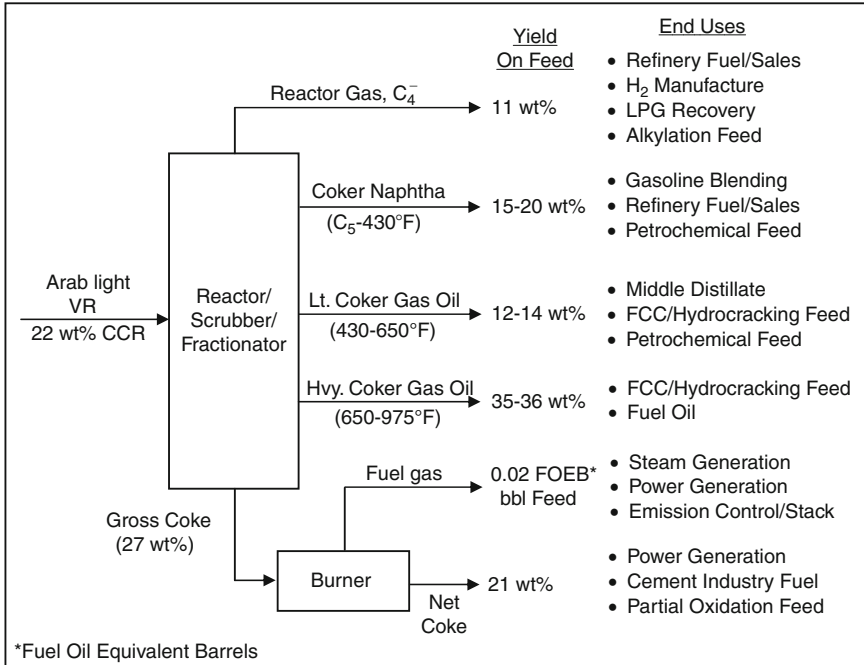 Yield
On Feed
End Uses
Reactor Gas, C₄⁻
11 wt%
• Refinery Fuel/Sales
• H₂ Manufacture
• LPG Recovery
• Alkylation Feed
Coker Naphtha
(C₅-430°F)
15-20 wt%
• Gasoline Blending
• Refinery Fuel/Sales
• Petrochemical Feed
Arab light
VR
22 wt% CCR
Reactor/
Scrubber/
Fractionator
Lt. Coker Gas Oil
(430-650°F)
12-14 wt%
• Middle Distillate
• FCC/Hydrocracking Feed
• Petrochemical Feed
Hvy. Coker Gas Oil
(650-975°F)
35-36 wt%
• FCC/Hydrocracking Feed
• Fuel Oil
Gross Coke
(27 wt%)
Fuel gas
0.02 FOEB*
bbl Feed
• Steam Generation
• Power Generation
• Emission Control/Stack
Burner
Net
Coke
21 wt%
• Power Generation
• Cement Industry Fuel
• Partial Oxidation Feed
*Fuel Oil Equivalent Barrels